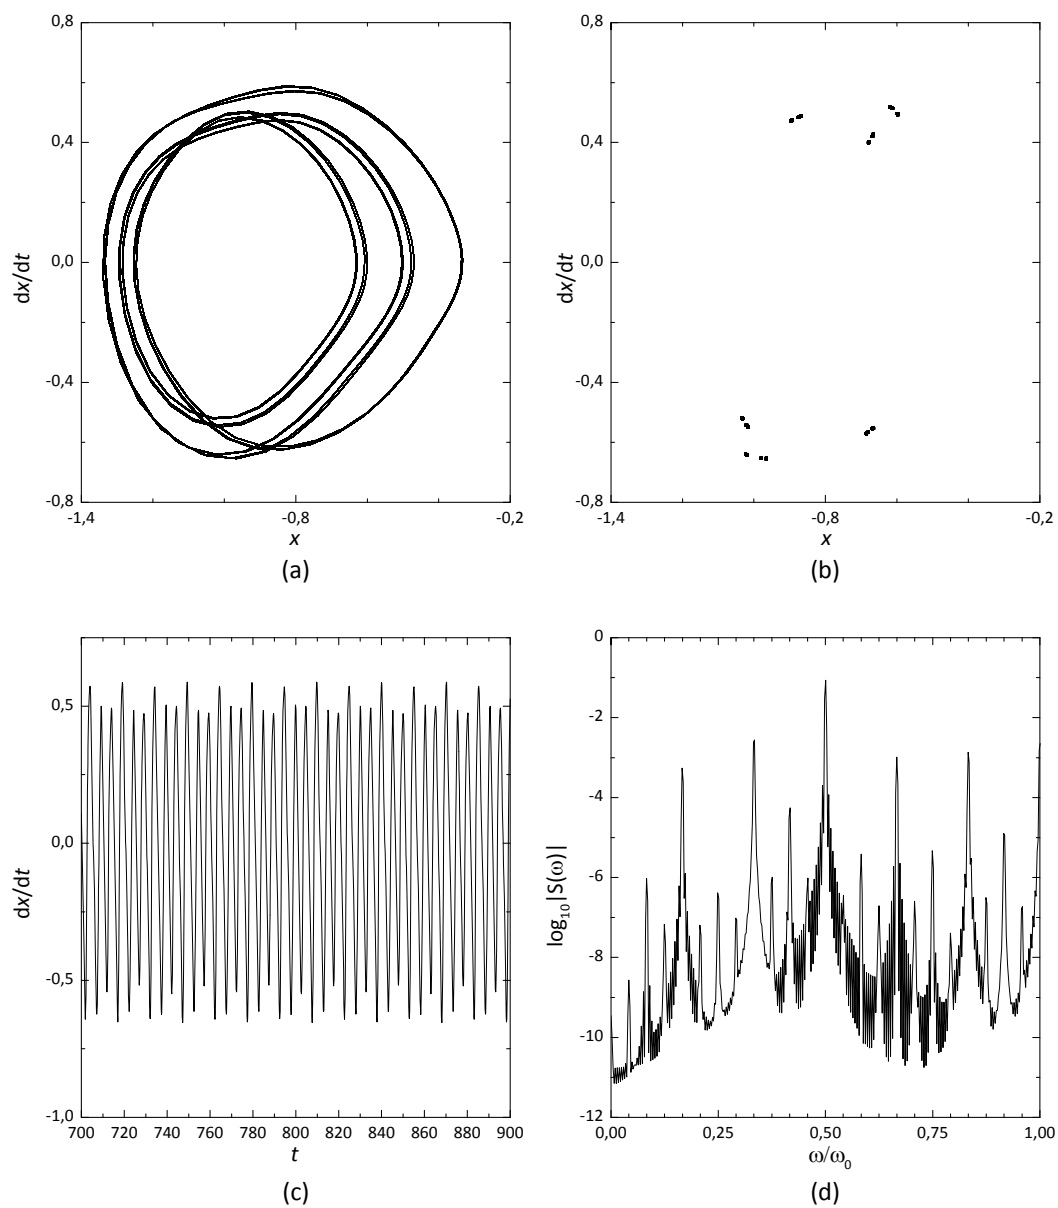 0,8
0,4
0,0
-0,4
-0,8
dx/dt
-1,4
-0,8
-0,2
x
(a)
0,8
0,4
0,0
-0,4
-0,8
dx/dt
-1,4
-0,8
-0,2
x
(b)
0,5
0,0
-0,5
-1,0
dx/dt
700 720 740 760 780 800 820 840 860 880 900
t
(c)
0
-2
-4
-6
-8
-10
-12
log₁₀|S(ω)|
0,00 0,25 0,50 0,75 1,00
ω/ω₀
(d)